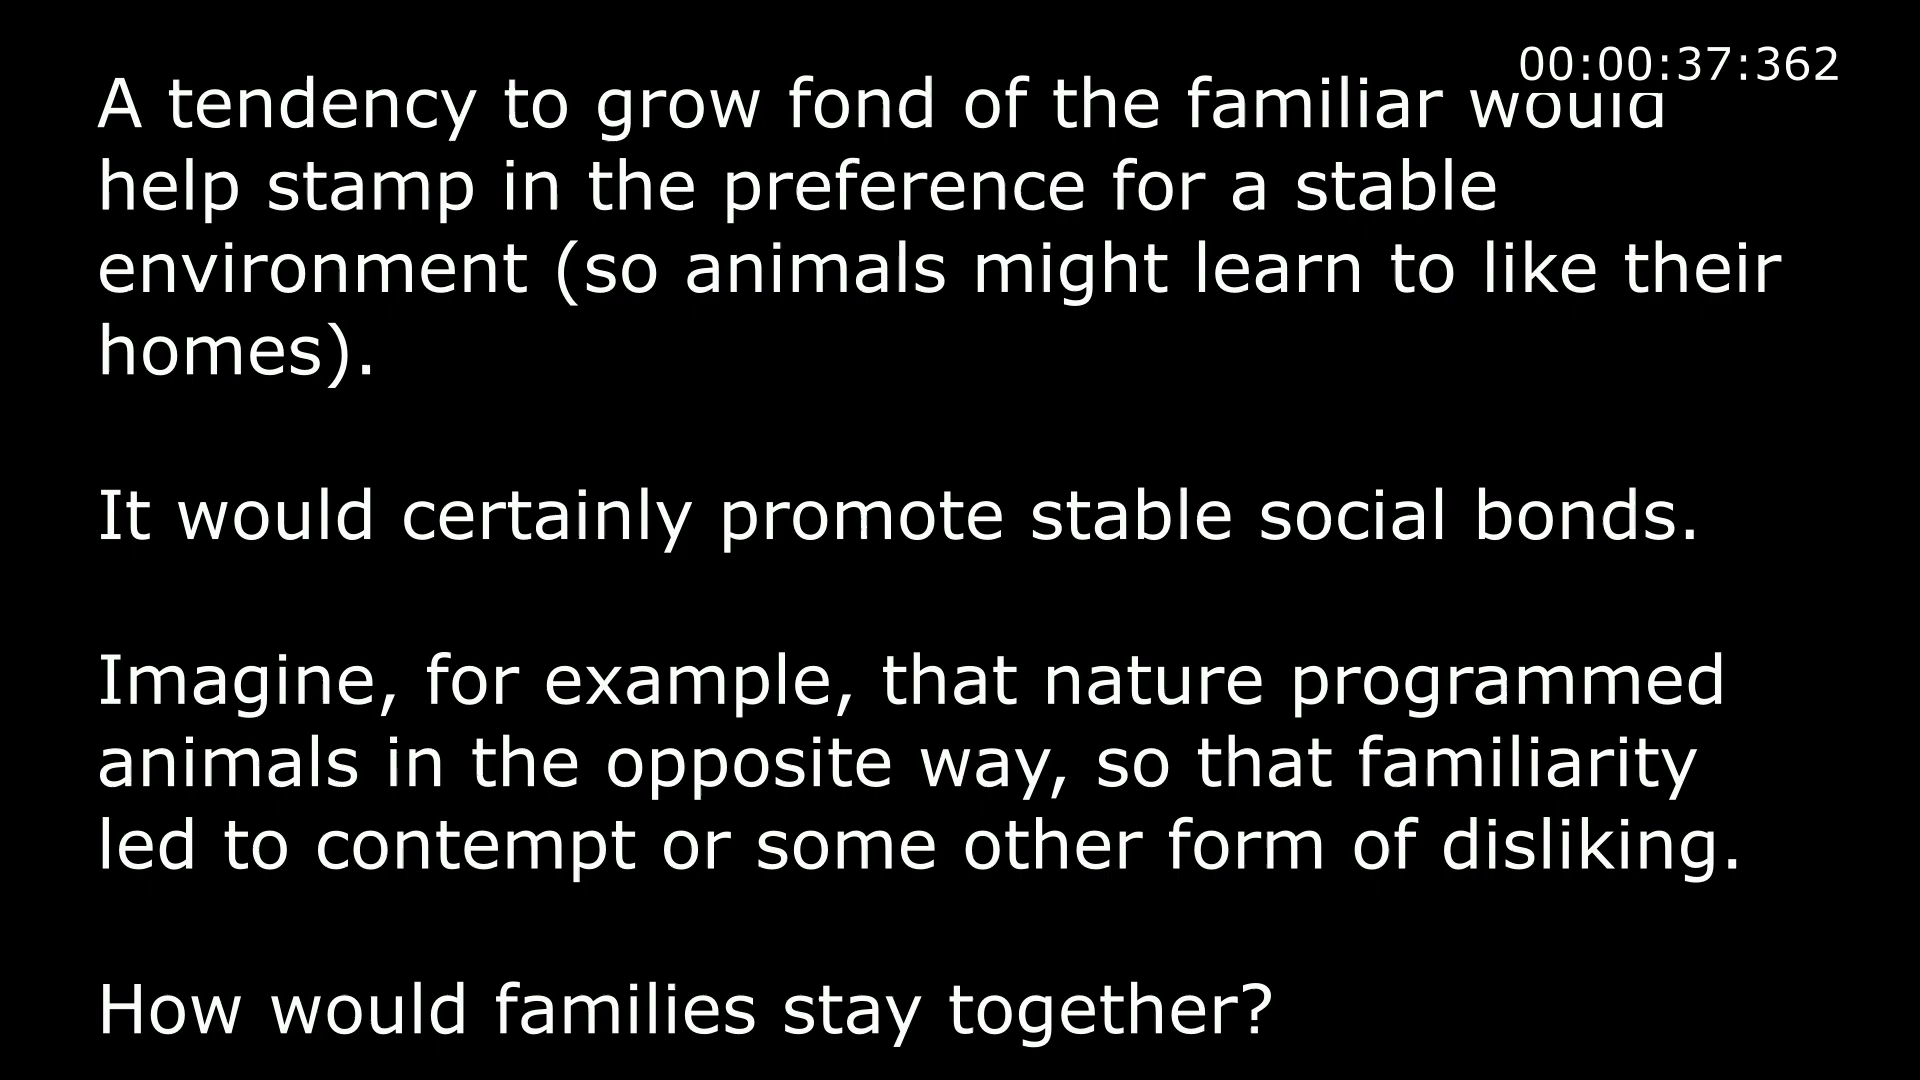 00:00:37:362
A tendency to grow fond of the familiar would
help stamp in the preference for a stable
environment (so animals might learn to like their
homes).
It would certainly promote stable social bonds.
Imagine, for example, that nature programmed
animals in the opposite way, so that familiarity
led to contempt or some other form of disliking.
How would families stay together?